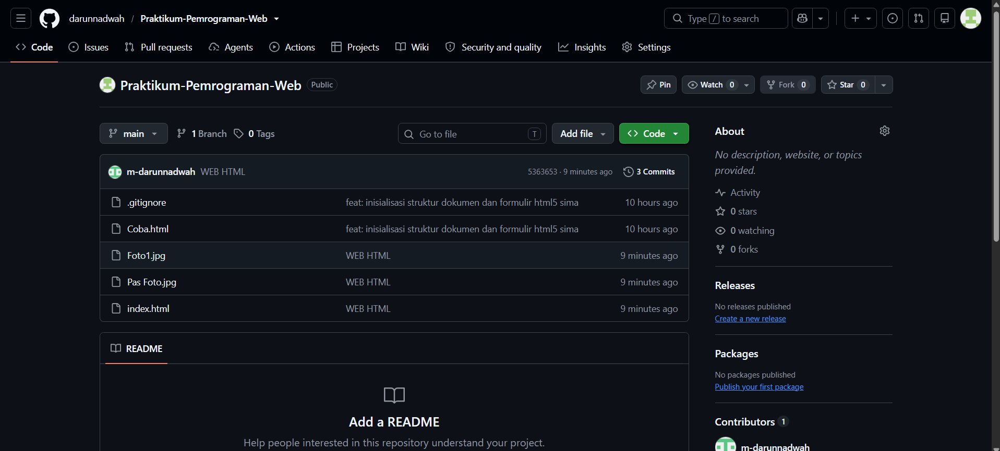 darunnadwah / Praktikum-Pemrograman-Web
Type / to search
Code Issues Pull requests Agents Actions Projects Wiki Security and quality Insights Settings
Praktikum-Pemrograman-Web Public
Pin Watch 0 Fork 0 Star 0
main 1 Branch 0 Tags
Go to file T Add file Code
m-darunnadwah WEB HTML 5363653 · 9 minutes ago 3 Commits
.gitignore feat: inisialisasi struktur dokumen dan formulir html5 sima 10 hours ago
Coba.html feat: inisialisasi struktur dokumen dan formulir html5 sima 10 hours ago
Foto1.jpg WEB HTML 9 minutes ago
Pas Foto.jpg WEB HTML 9 minutes ago
index.html WEB HTML 9 minutes ago
README
Add a README
Help people interested in this repository understand your project.
About
No description, website, or topics
provided.
Activity
0 stars
0 watching
0 forks
Releases
No releases published
Create a new release
Packages
No packages published
Publish your first package
Contributors 1
m-darunnadwah